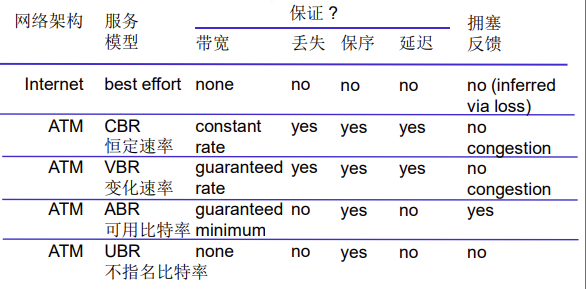 网络架构 服务 保证 ? 拥塞
模型 带宽 丢失 保序 延迟 反馈
Internet best effort none no no no no (inferred
via loss)
ATM CBR constant yes yes yes no
恒定速率 rate congestion
ATM VBR guaranteed yes yes yes no
变化速率 rate congestion
ATM ABR guaranteed no yes no yes
可用比特率 minimum
ATM UBR none no yes no no
不指名比特率